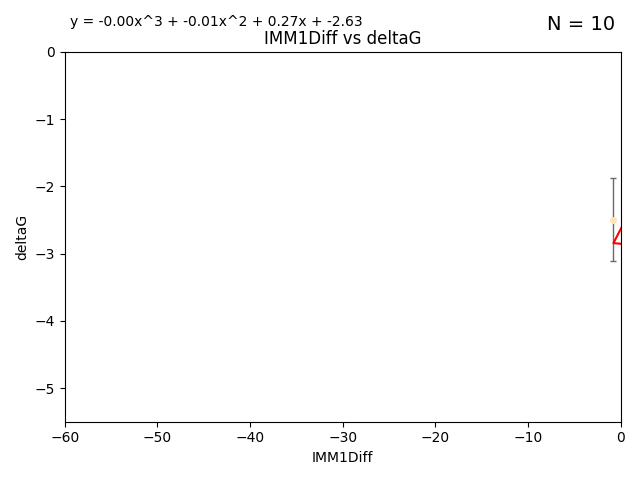 y = -0.00x^3 + -0.01x^2 + 0.27x + -2.63
N = 10
IMM1Diff vs deltaG
0
−1
−2
−3
−4
−5
deltaG
−60 −50 −40 −30 −20 −10 0
IMM1Diff